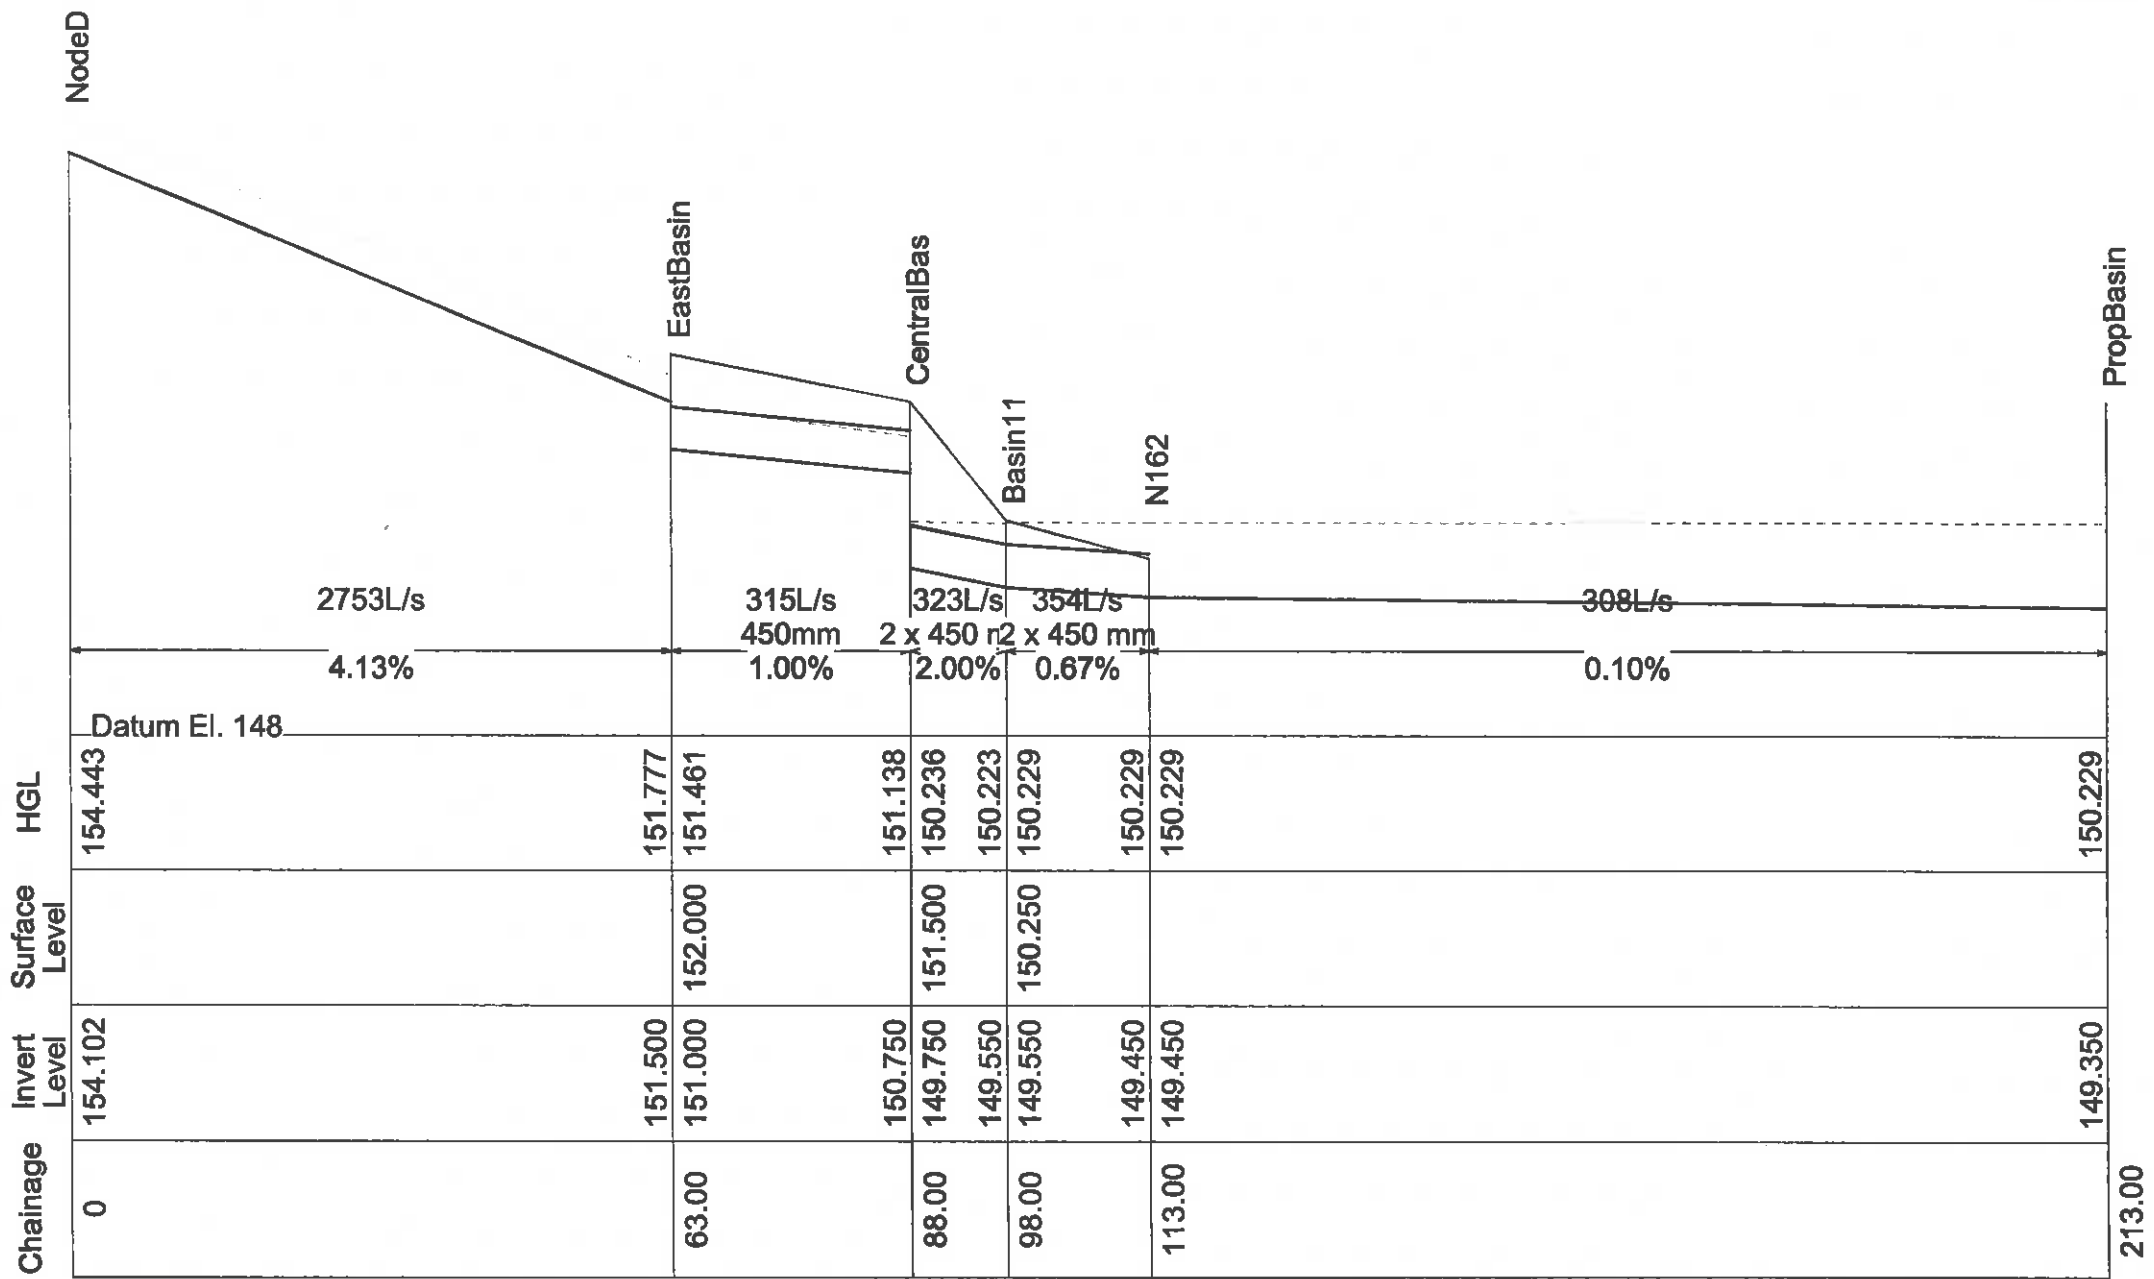 NodeD
EastBasin
CentralBas
Basin11
N162
PropBasin
2753L/s
4.13%
315L/s
450mm
1.00%
323L/s
2 x 450 r
2.00%
354L/s
2 x 450 mm
0.67%
308L/s
0.10%
Datum El. 148
HGL
154.443
151.777
151.461
151.138
150.236
150.223
150.229
150.229
150.229
150.229
Surface
Level
152.000
151.500
150.250
Invert
Level
154.102
151.500
151.000
150.750
149.750
149.550
149.550
149.450
149.450
149.350
Chainage
0
63.00
88.00
98.00
113.00
213.00